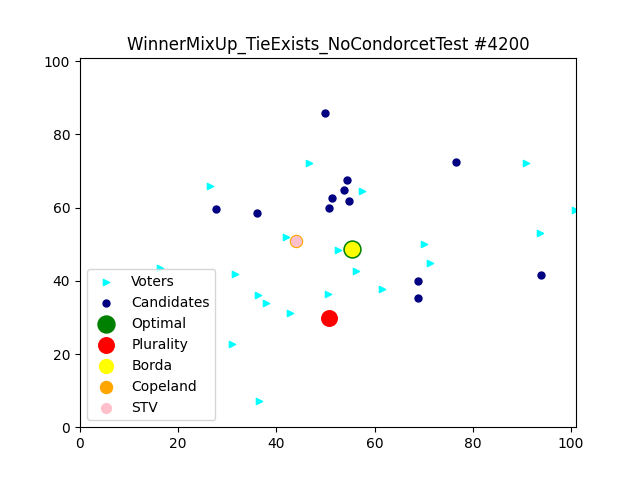 WinnerMixUp_TieExists_NoCondorcetTest #4200
100
80
60
40
20
0
Voters
Candidates
Optimal
Plurality
Borda
Copeland
STV
0 20 40 60 80 100